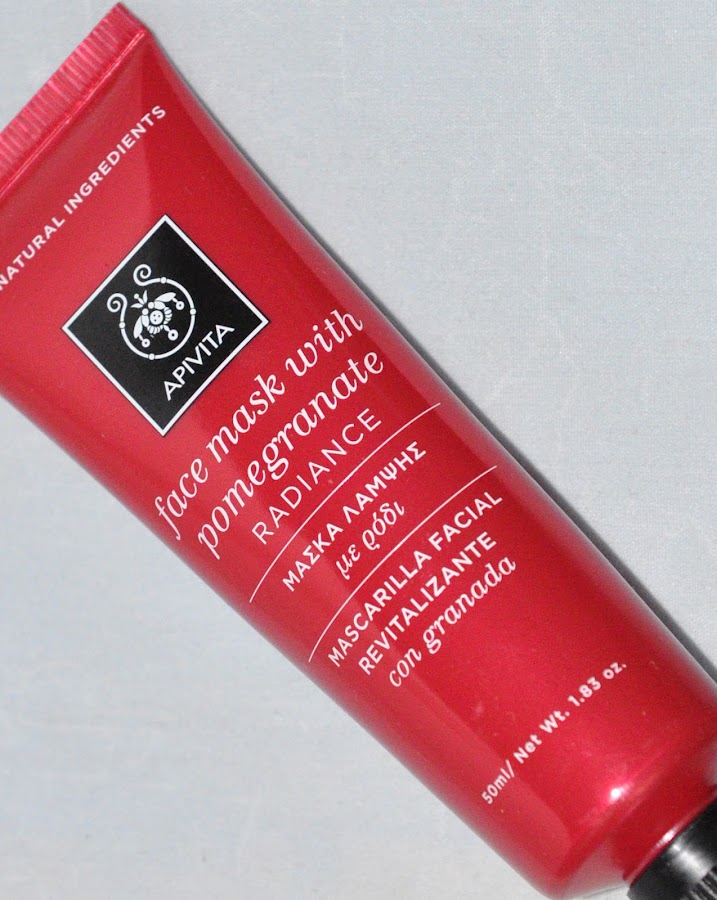 NATURAL INGREDIENTS
APIVITA
face mask with
pomegranate
RADIANCE
ΜΑΣΚΑ ΛΑΜΨΗΣ
με ρόδι
MASCARILLA FACIAL
REVITALIZANTE
con granada
50ml/ Net Wt. 1.83 oz.